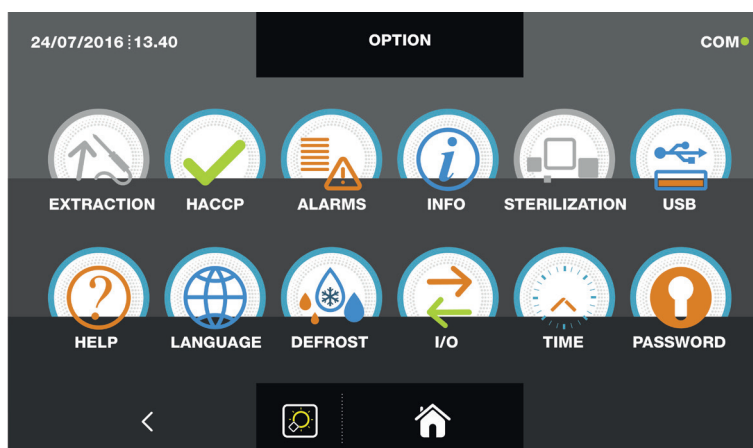 24/07/2016 13.40 OPTION COM
EXTRACTION HACCP ALARMS INFO STERILIZATION USB
HELP LANGUAGE DEFROST I/O TIME PASSWORD